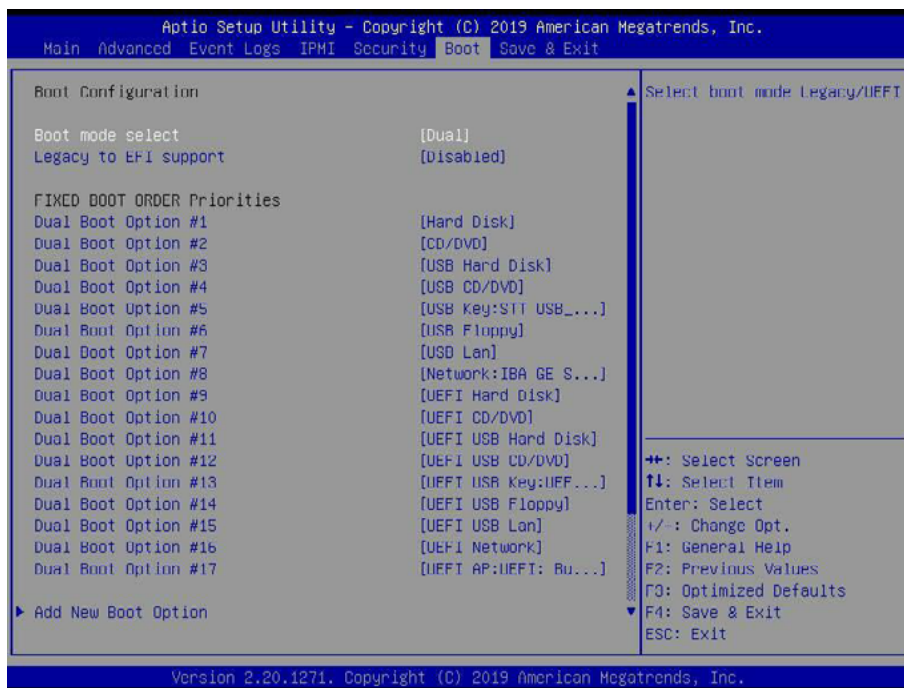 Aptio Setup Utility – Copyright (C) 2019 American Megatrends, Inc.
Main Advanced Event Logs IPMI Security Boot Save & Exit
Boot Configuration
Boot mode select [Dual]
Legacy to EFI support [Disabled]
FIXED BOOT ORDER Priorities
Dual Boot Option #1 [Hard Disk]
Dual Boot Option #2 [CD/DVD]
Dual Boot Option #3 [USB Hard Disk]
Dual Boot Option #4 [USB CD/DVD]
Dual Boot Option #5 [USB Key:STT USB_...]
Dual Boot Option #6 [USB Floppy]
Dual Boot Option #7 [USB Lan]
Dual Boot Option #8 [Network:IBA GE S...]
Dual Boot Option #9 [UEFI Hard Disk]
Dual Boot Option #10 [UEFI CD/DVD]
Dual Boot Option #11 [UEFI USB Hard Disk]
Dual Boot Option #12 [UEFI USB CD/DVD]
Dual Boot Option #13 [UEFI USB Key:UEF...]
Dual Boot Option #14 [UEFI USB Floppy]
Dual Boot Option #15 [UEFI USB Lan]
Dual Boot Option #16 [UEFI Network]
Dual Boot Option #17 [UEFI AP:UEFI: Bu...]
Add New Boot Option
Select boot mode Legacy/UEFI
→←: Select Screen
↑↓: Select Item
Enter: Select
+/-: Change Opt.
F1: General Help
F2: Previous Values
F3: Optimized Defaults
F4: Save & Exit
ESC: Exit
Version 2.20.1271. Copyright (C) 2019 American Megatrends, Inc.